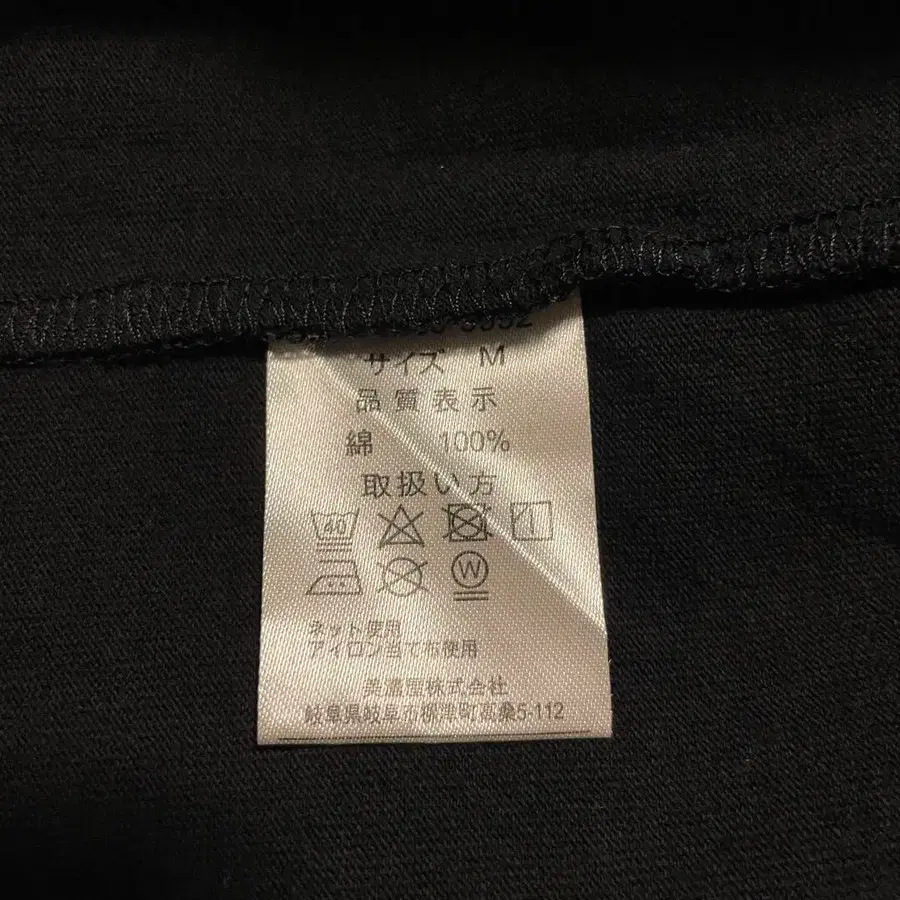 サイズ M
品質表示
綿 100%
取扱い方
40
W
ネット使用
アイロン当て布使用
美濃屋株式会社
岐阜県岐阜市柳津町高桑5-112